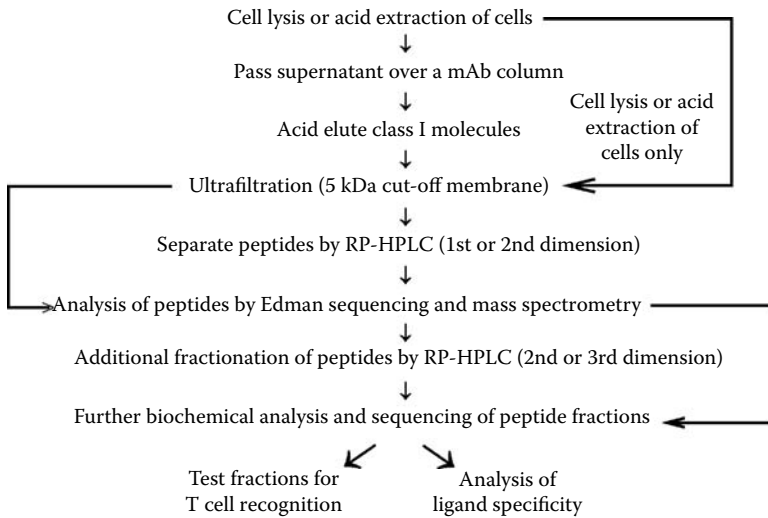 Cell lysis or acid extraction of cells
Pass supernatant over a mAb column
Cell lysis or acid
extraction of
cells only
Acid elute class I molecules
Ultrafiltration (5 kDa cut-off membrane)
Separate peptides by RP-HPLC (1st or 2nd dimension)
Analysis of peptides by Edman sequencing and mass spectrometry
Additional fractionation of peptides by RP-HPLC (2nd or 3rd dimension)
Further biochemical analysis and sequencing of peptide fractions
Test fractions for
T cell recognition
Analysis of
ligand specificity